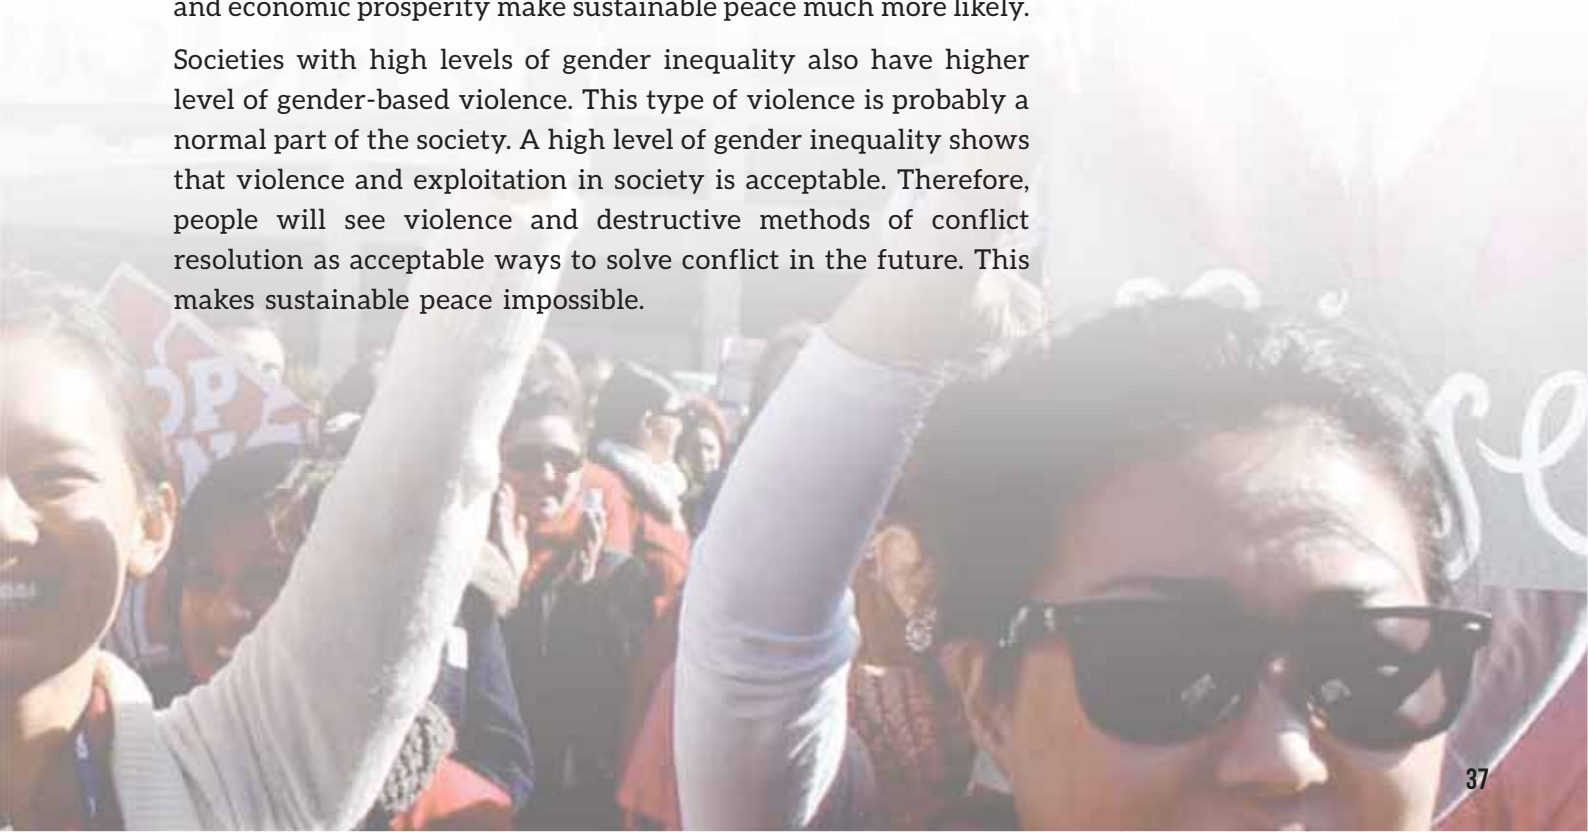 and economic prosperity make sustainable peace much more likely.
Societies with high levels of gender inequality also have higher
level of gender-based violence. This type of violence is probably a
normal part of the society. A high level of gender inequality shows
that violence and exploitation in society is acceptable. Therefore,
people will see violence and destructive methods of conflict
resolution as acceptable ways to solve conflict in the future. This
makes sustainable peace impossible.
37